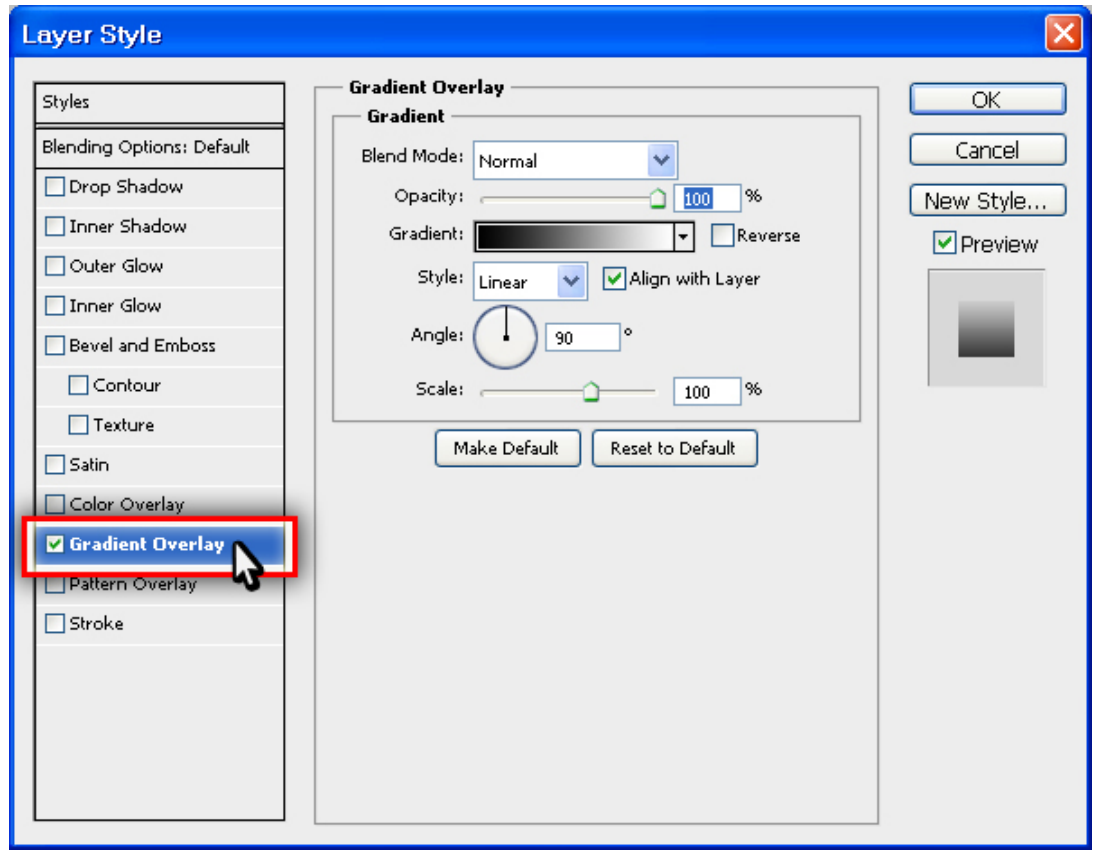 Layer Style
Styles
Blending Options: Default
Drop Shadow
Inner Shadow
Outer Glow
Inner Glow
Bevel and Emboss
Contour
Texture
Satin
Color Overlay
Gradient Overlay
Pattern Overlay
Stroke
Gradient Overlay
Gradient
Blend Mode: Normal
Opacity: 100 %
Gradient: Reverse
Style: Linear Align with Layer
Angle: 90 °
Scale: 100 %
Make Default Reset to Default
OK
Cancel
New Style...
Preview